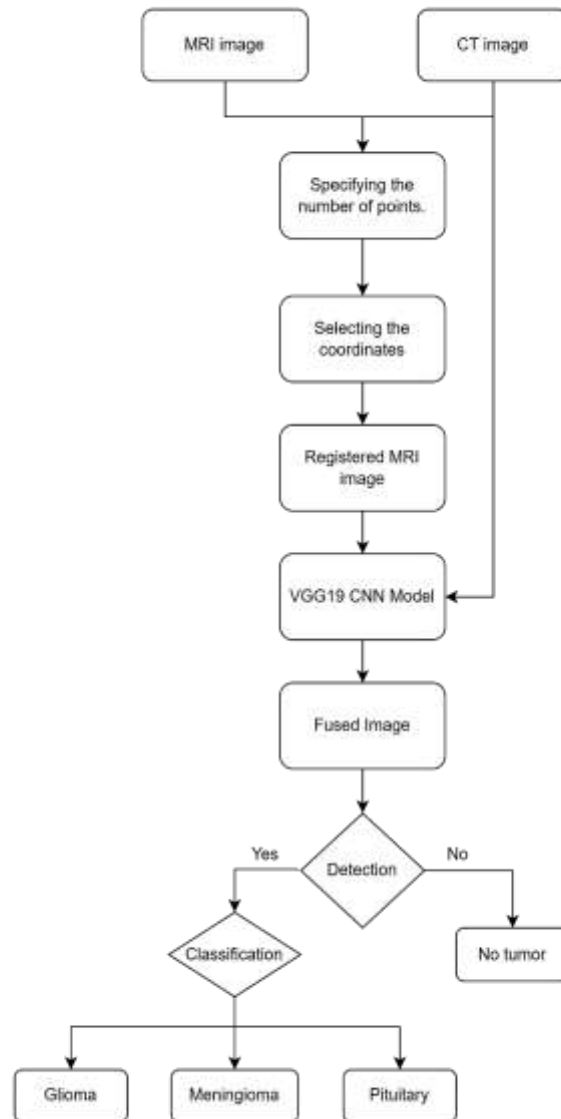 MRI image
CT image
Specifying the
number of points.
Selecting the
coordinates
Registered MRI
image
VGG19 CNN Model
Fused Image
Yes
Detection
No
Classification
No tumor
Glioma
Meningioma
Pituitary